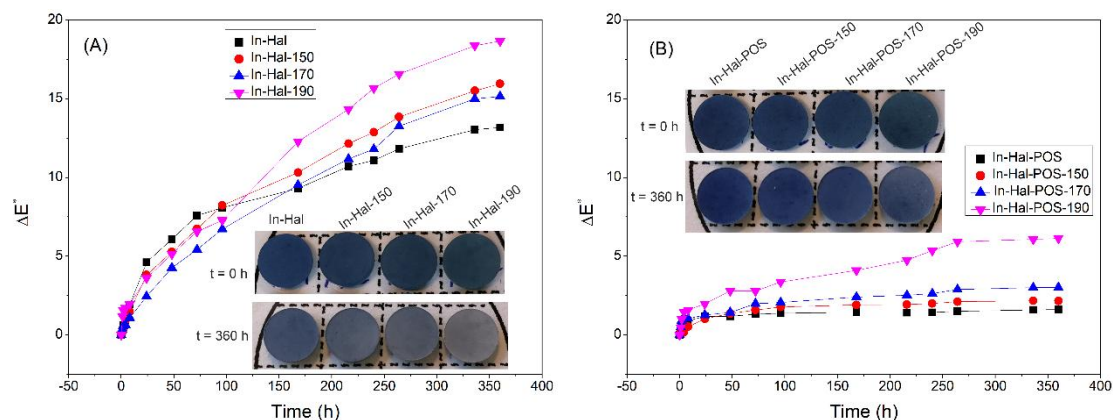 (A)
In-Hal
In-Hal-150
In-Hal-170
In-Hal-190
20
15
10
5
0
ΔE*
-50 0 50 100 150 200 250 300 350 400
Time (h)
In-Hal In-Hal-150 In-Hal-170 In-Hal-190
t = 0 h
t = 360 h
(B)
In-Hal-POS In-Hal-POS-150 In-Hal-POS-170 In-Hal-POS-190
t = 0 h
t = 360 h
In-Hal-POS
In-Hal-POS-150
In-Hal-POS-170
In-Hal-POS-190
20
15
10
5
0
ΔE*
-50 0 50 100 150 200 250 300 350 400
Time (h)